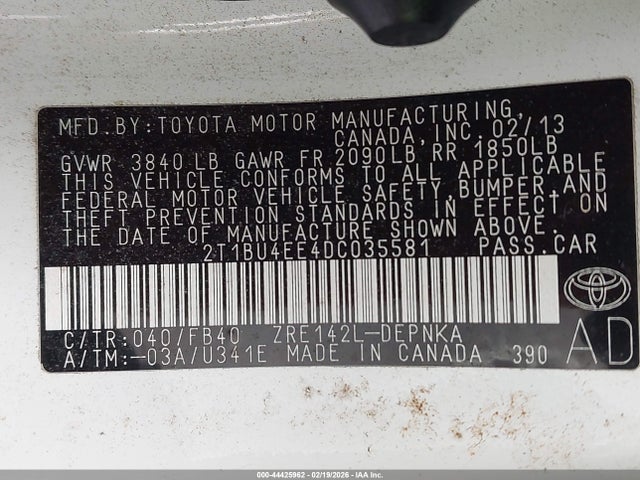 MFD.BY:TOYOTA MOTOR MANUFACTURING,
CANADA, INC. 02/13
GVWR 3840LB GAWR FR 2090LB RR 1850LB
THIS VEHICLE CONFORMS TO ALL APPLICABLE
FEDERAL MOTOR VEHICLE SAFETY, BUMPER, AND
THEFT PREVENTION STANDARDS IN EFFECT ON
THE DATE OF MANUFACTURE SHOWN ABOVE.
2T1BU4EE4DC035581 PASS.CAR
C/TR:040/FB40 ZRE142L-DEPNKA
A/TM:-03A/U341E MADE IN CANADA 390
AD
000-44425962 - 02/19/2026 - IAA Inc.